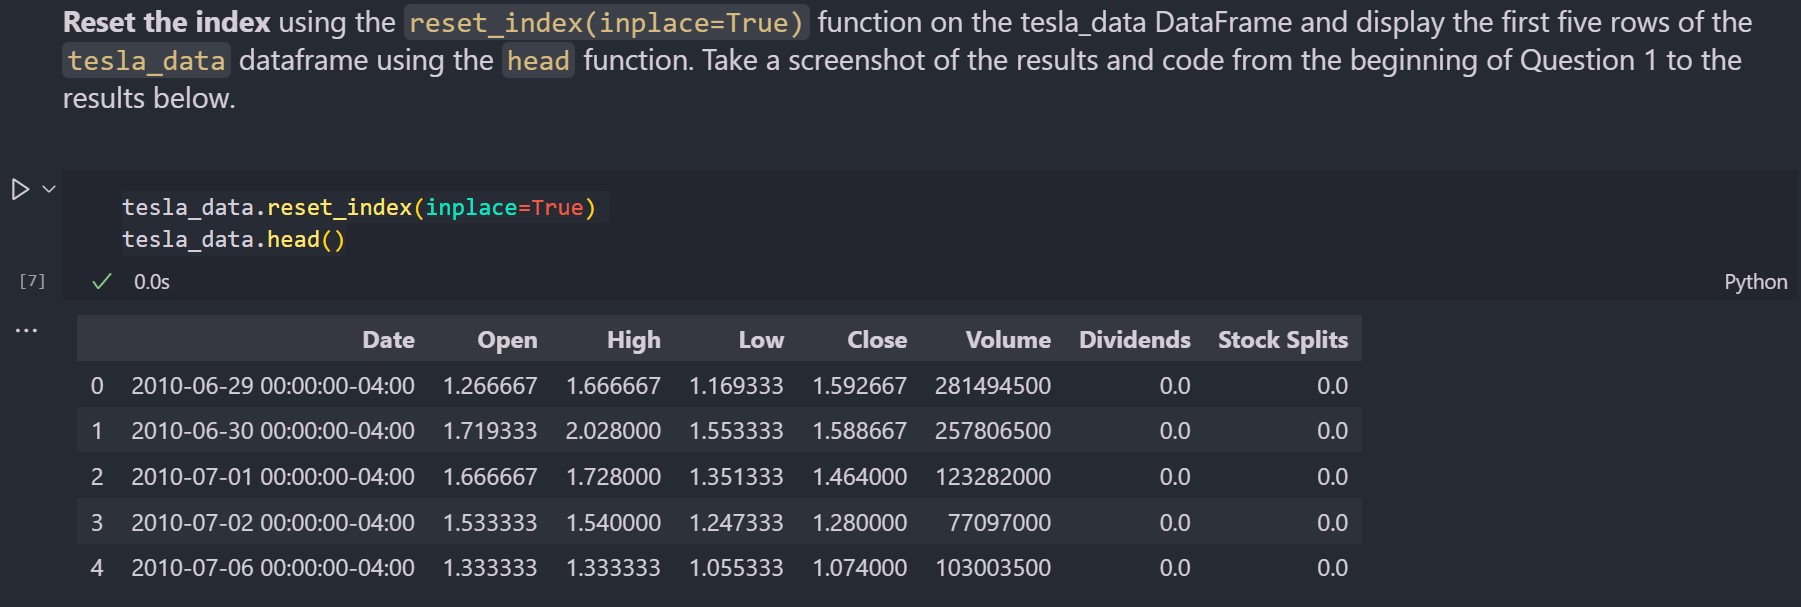 Reset the index using the reset_index(inplace=True) function on the tesla_data DataFrame and display the first five rows of the
tesla_data dataframe using the head function. Take a screenshot of the results and code from the beginning of Question 1 to the
results below.
tesla_data.reset_index(inplace=True)
tesla_data.head()
[7] 0.0s Python
...
Date Open High Low Close Volume Dividends Stock Splits
0 2010-06-29 00:00:00-04:00 1.266667 1.666667 1.169333 1.592667 281494500 0.0 0.0
1 2010-06-30 00:00:00-04:00 1.719333 2.028000 1.553333 1.588667 257806500 0.0 0.0
2 2010-07-01 00:00:00-04:00 1.666667 1.728000 1.351333 1.464000 123282000 0.0 0.0
3 2010-07-02 00:00:00-04:00 1.533333 1.540000 1.247333 1.280000 77097000 0.0 0.0
4 2010-07-06 00:00:00-04:00 1.333333 1.333333 1.055333 1.074000 103003500 0.0 0.0